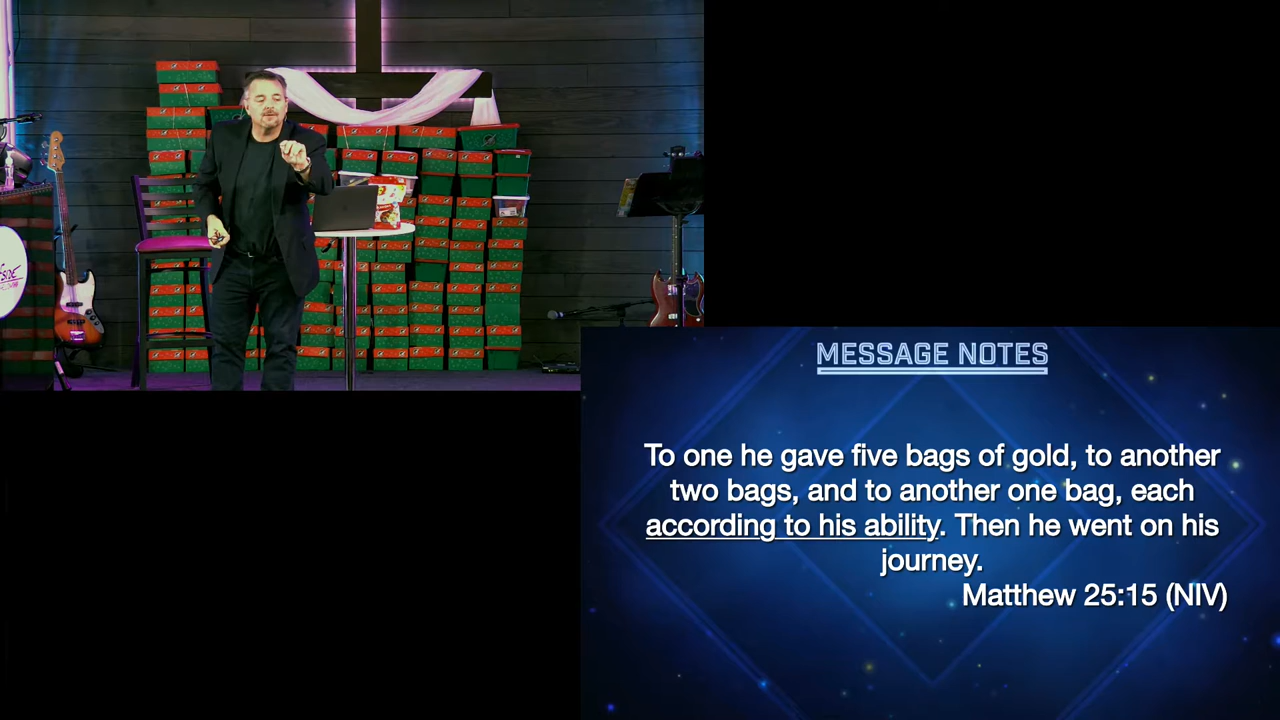 MESSAGE NOTES
To one he gave five bags of gold, to another
two bags, and to another one bag, each
according to his ability. Then he went on his
journey.
Matthew 25:15 (NIV)